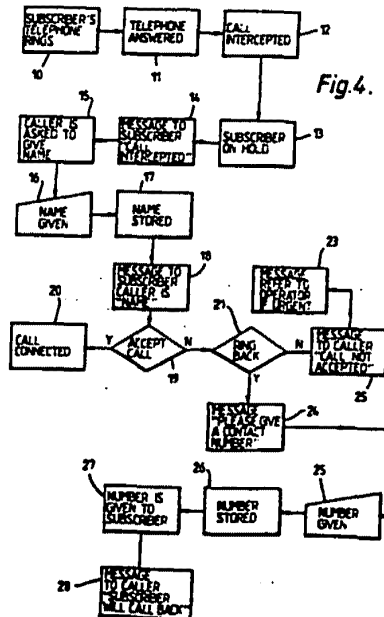 SUBSCRIBER'S
TELEPHONE
RINGS
10
TELEPHONE
ANSWERED
11
CALL
INTERCEPTED
12
Fig.4.
15
CALLER IS
ASKED TO
GIVE
NAME
14
MESSAGE TO
SUBSCRIBER
"CALL
INTERCEPTED"
SUBSCRIBER
ON HOLD
13
16
NAME
GIVEN
17
NAME
STORED
18
MESSAGE TO
SUBSCRIBER
CALLER IS
"NAME"
23
MESSAGE
REFER TO
OPERATOR
IF URGENT
20
CALL
CONNECTED
Y
ACCEPT
CALL
19
N
21
RING
BACK
N
Y
MESSAGE
TO CALLER
"CALL NOT
ACCEPTED"
25
MESSAGE
"PLEASE GIVE
A CONTACT
NUMBER"
24
27
NUMBER IS
GIVEN TO
SUBSCRIBER
26
NUMBER
STORED
25
NUMBER
GIVEN
28
MESSAGE
TO CALLER
"SUBSCRIBER
WILL CALL BACK"